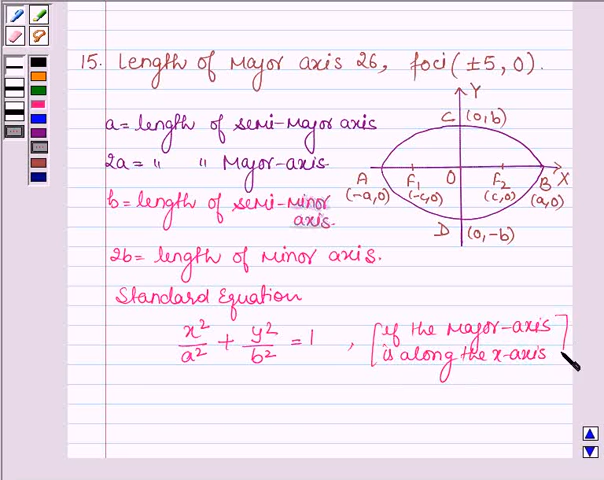 15. Length of Major axis 26, foci (±5, 0).
Y
C (0, b)
a = length of semi-Major axis
2a = " " Major-axis.
A F₁ O F₂ B X
(-a,0) (-c,0) (c,0) (a,0)
b = length of semi-Minor
axis.
D (0, -b)
2b = length of Minor axis.
Standard Equation
x²/a² + y²/b² = 1 , [if the Major-axis
is along the x-axis]